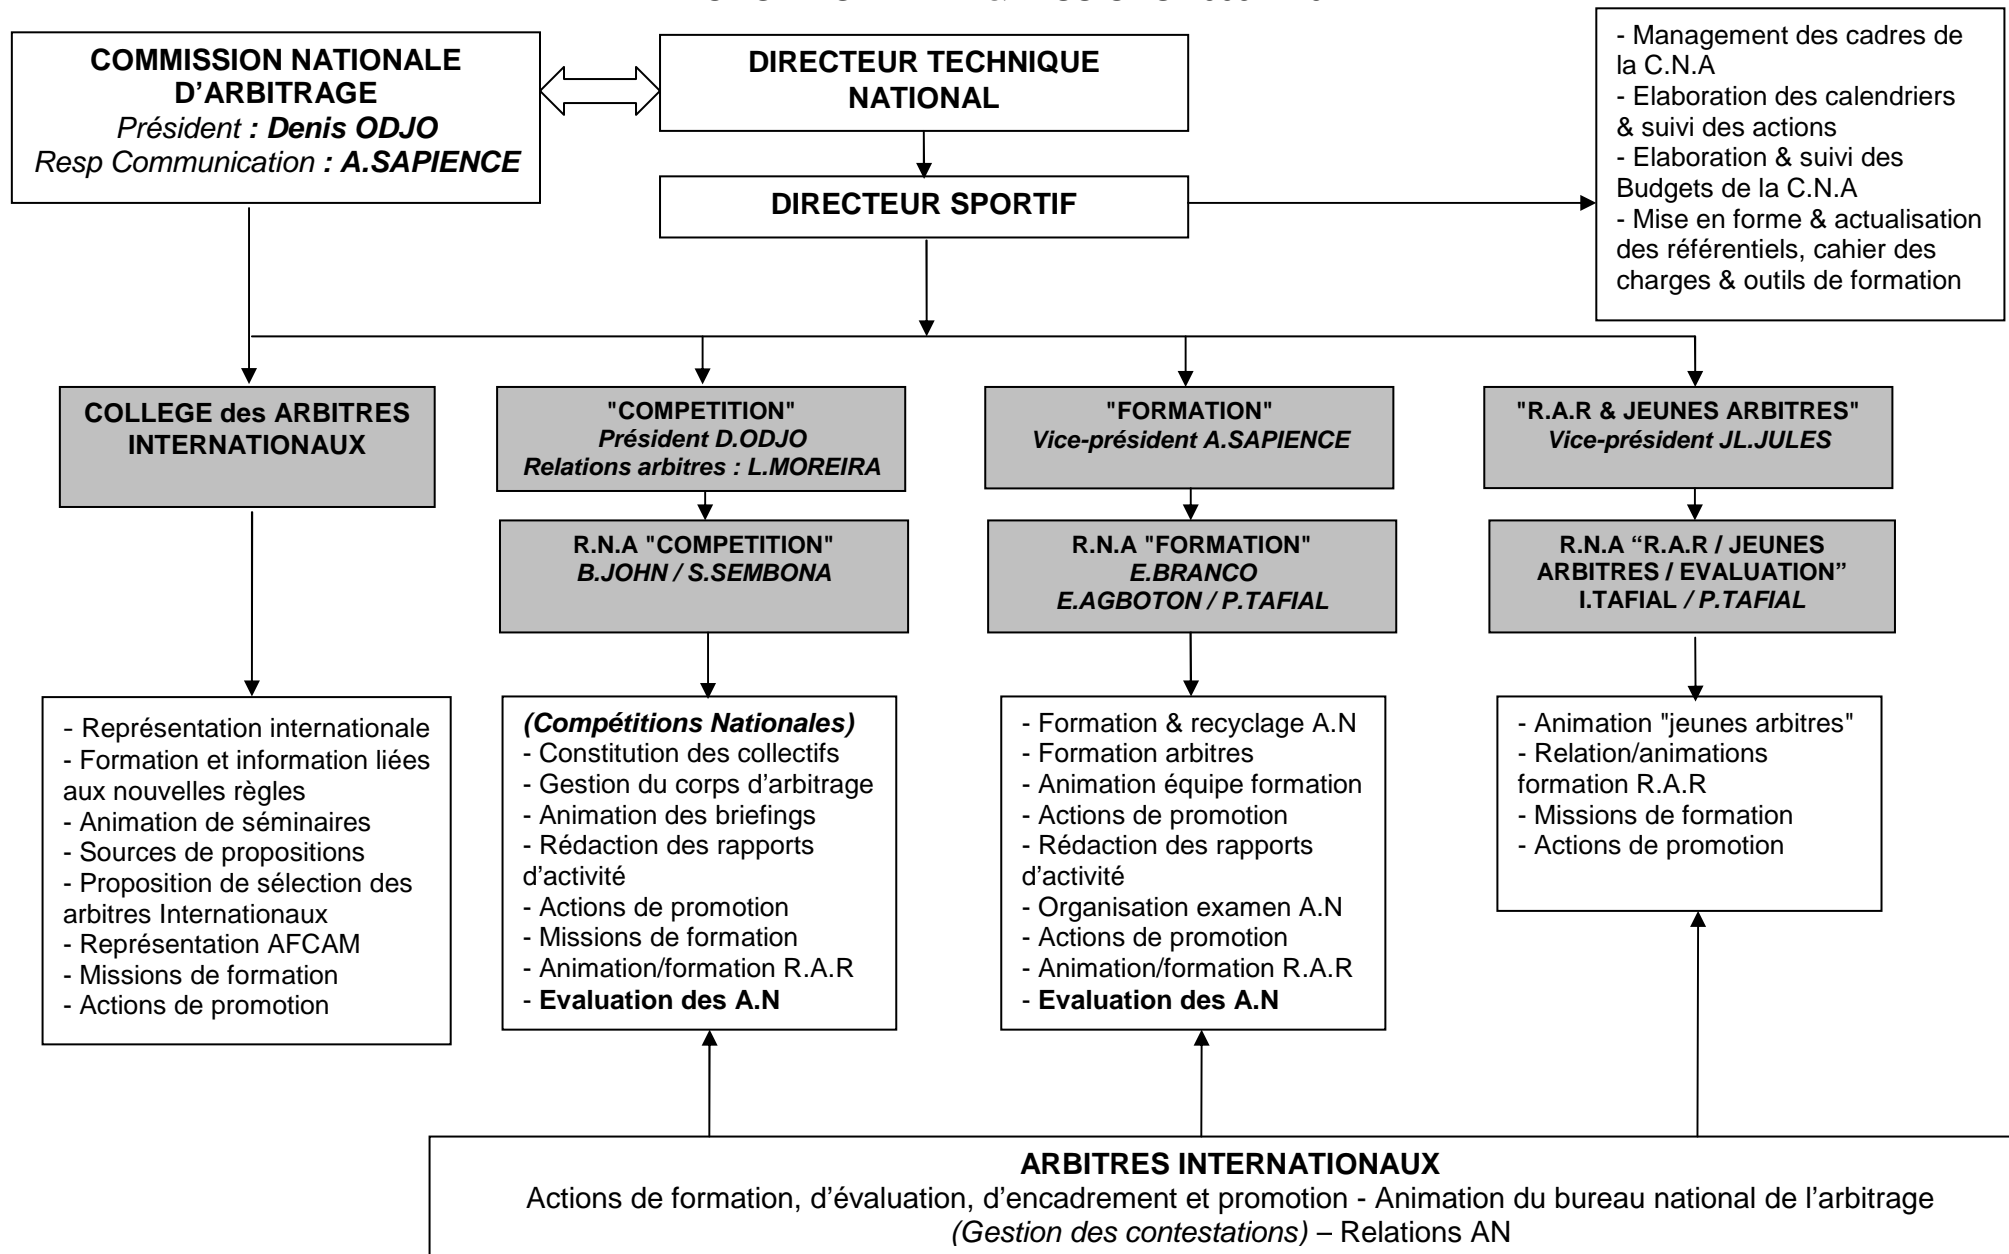 COMMISSION NATIONALE
D'ARBITRAGE
Président : Denis ODJO
Resp Communication : A.SAPIENCE
DIRECTEUR TECHNIQUE
NATIONAL
DIRECTEUR SPORTIF
- Management des cadres de
la C.N.A
- Elaboration des calendriers
& suivi des actions
- Elaboration & suivi des
Budgets de la C.N.A
- Mise en forme & actualisation
des référentiels, cahier des
charges & outils de formation
COLLEGE des ARBITRES
INTERNATIONAUX
"COMPETITION"
Président D.ODJO
Relations arbitres : L.MOREIRA
"FORMATION"
Vice-président A.SAPIENCE
"R.A.R & JEUNES ARBITRES"
Vice-président JL.JULES
R.N.A "COMPETITION"
B.JOHN / S.SEMBONA
R.N.A "FORMATION"
E.BRANCO
E.AGBOTON / P.TAFIAL
R.N.A “R.A.R / JEUNES
ARBITRES / EVALUATION”
I.TAFIAL / P.TAFIAL
- Représentation internationale
- Formation et information liées
aux nouvelles règles
- Animation de séminaires
- Sources de propositions
- Proposition de sélection des
arbitres Internationaux
- Représentation AFCAM
- Missions de formation
- Actions de promotion
(Compétitions Nationales)
- Constitution des collectifs
- Gestion du corps d'arbitrage
- Animation des briefings
- Rédaction des rapports
d'activité
- Actions de promotion
- Missions de formation
- Animation/formation R.A.R
- Evaluation des A.N
- Formation & recyclage A.N
- Formation arbitres
- Animation équipe formation
- Actions de promotion
- Rédaction des rapports
d'activité
- Organisation examen A.N
- Actions de promotion
- Animation/formation R.A.R
- Evaluation des A.N
- Animation "jeunes arbitres"
- Relation/animations
formation R.A.R
- Missions de formation
- Actions de promotion
ARBITRES INTERNATIONAUX
Actions de formation, d'évaluation, d'encadrement et promotion - Animation du bureau national de l'arbitrage
(Gestion des contestations) – Relations AN